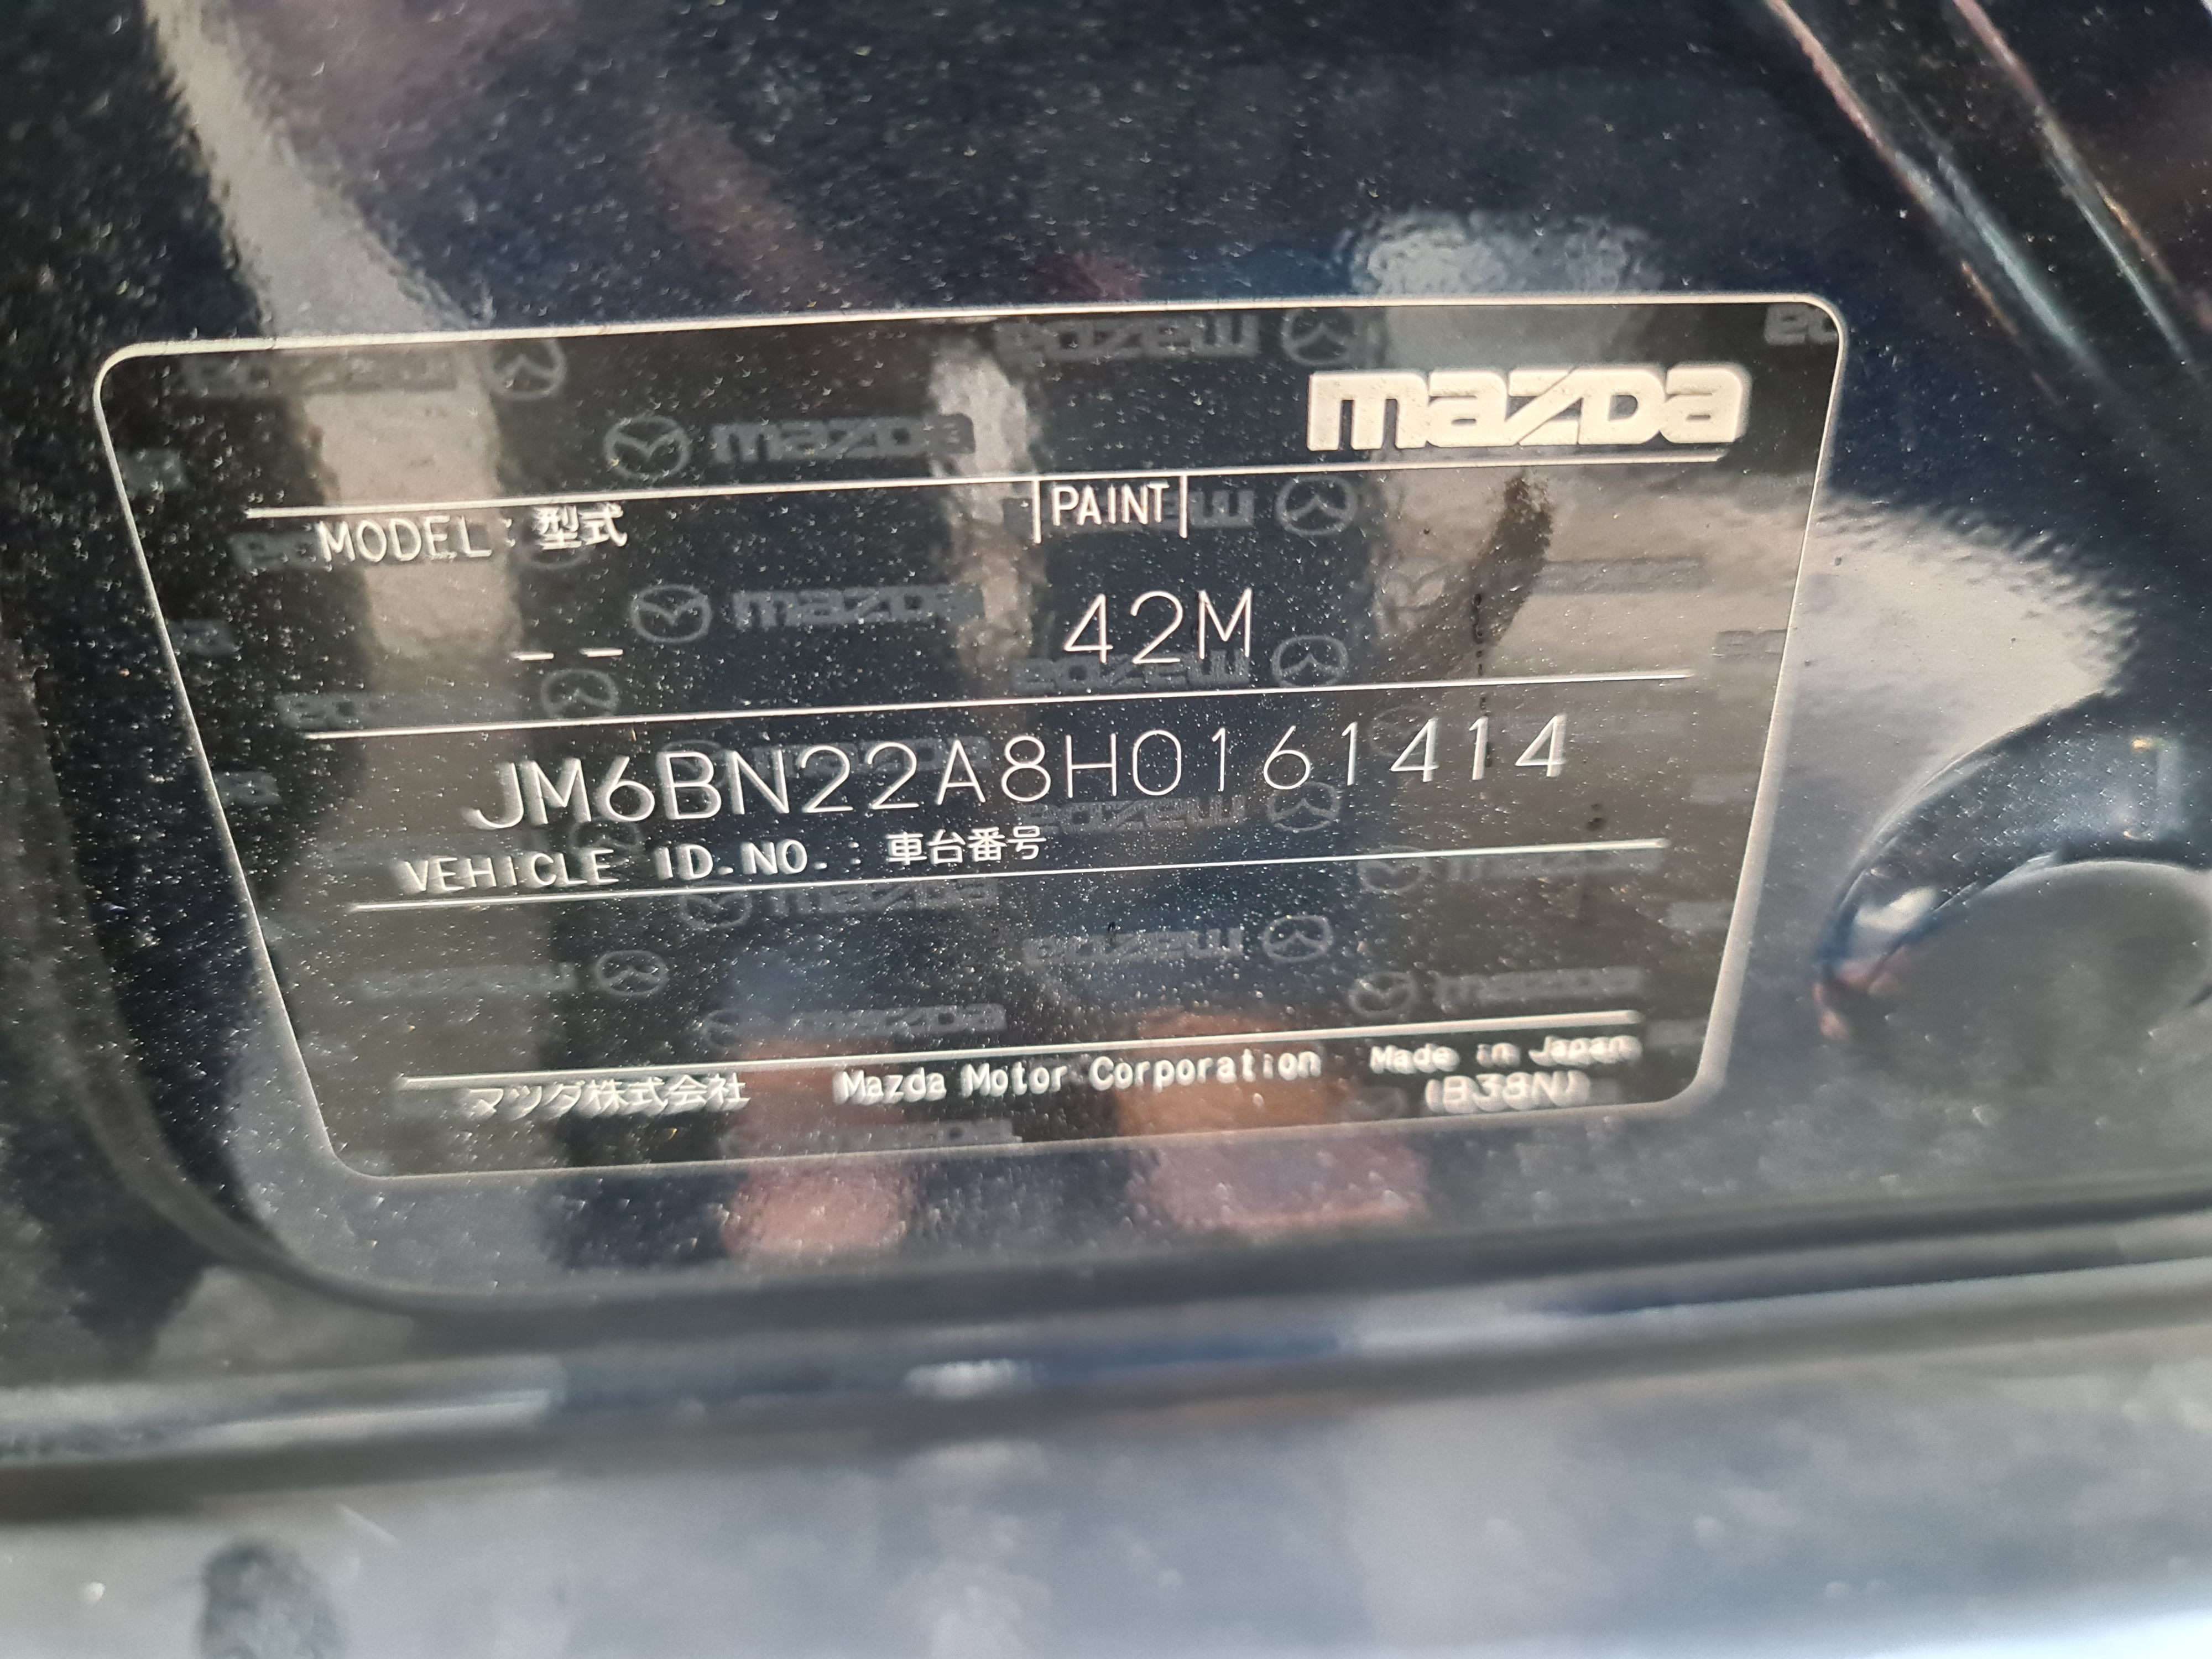 mazda
MODEL : 型式 PAINT
-- 42M
JM6BN22A8H0161414
VEHICLE ID.NO. : 車台番号
マツダ株式会社 Mazda Motor Corporation Made in Japan
(B38N)